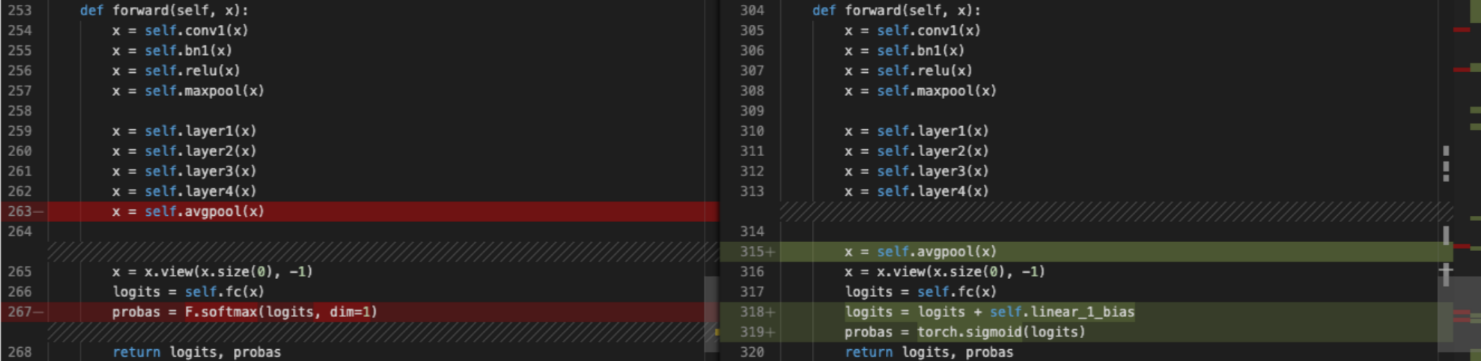 253 def forward(self, x):
254 x = self.conv1(x)
255 x = self.bn1(x)
256 x = self.relu(x)
257 x = self.maxpool(x)
258
259 x = self.layer1(x)
260 x = self.layer2(x)
261 x = self.layer3(x)
262 x = self.layer4(x)
263— x = self.avgpool(x)
264
265 x = x.view(x.size(0), -1)
266 logits = self.fc(x)
267— probas = F.softmax(logits, dim=1)
268 return logits, probas
304 def forward(self, x):
305 x = self.conv1(x)
306 x = self.bn1(x)
307 x = self.relu(x)
308 x = self.maxpool(x)
309
310 x = self.layer1(x)
311 x = self.layer2(x)
312 x = self.layer3(x)
313 x = self.layer4(x)
314
315+ x = self.avgpool(x)
316 x = x.view(x.size(0), -1)
317 logits = self.fc(x)
318+ logits = logits + self.linear_1_bias
319+ probas = torch.sigmoid(logits)
320 return logits, probas